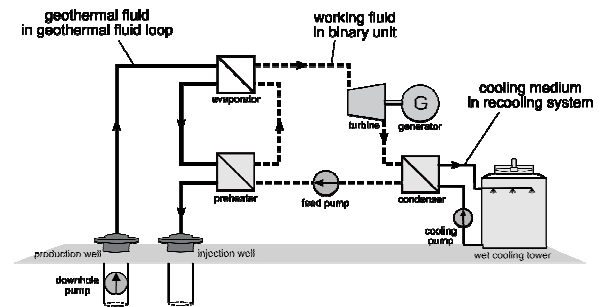 geothermal fluid
in geothermal fluid loop
working fluid
in binary unit
evaporator
turbine
G
generator
cooling medium
in recooling system
preheater
feed pump
condenser
cooling
pump
production well
injection well
wet cooling tower
downhole
pump